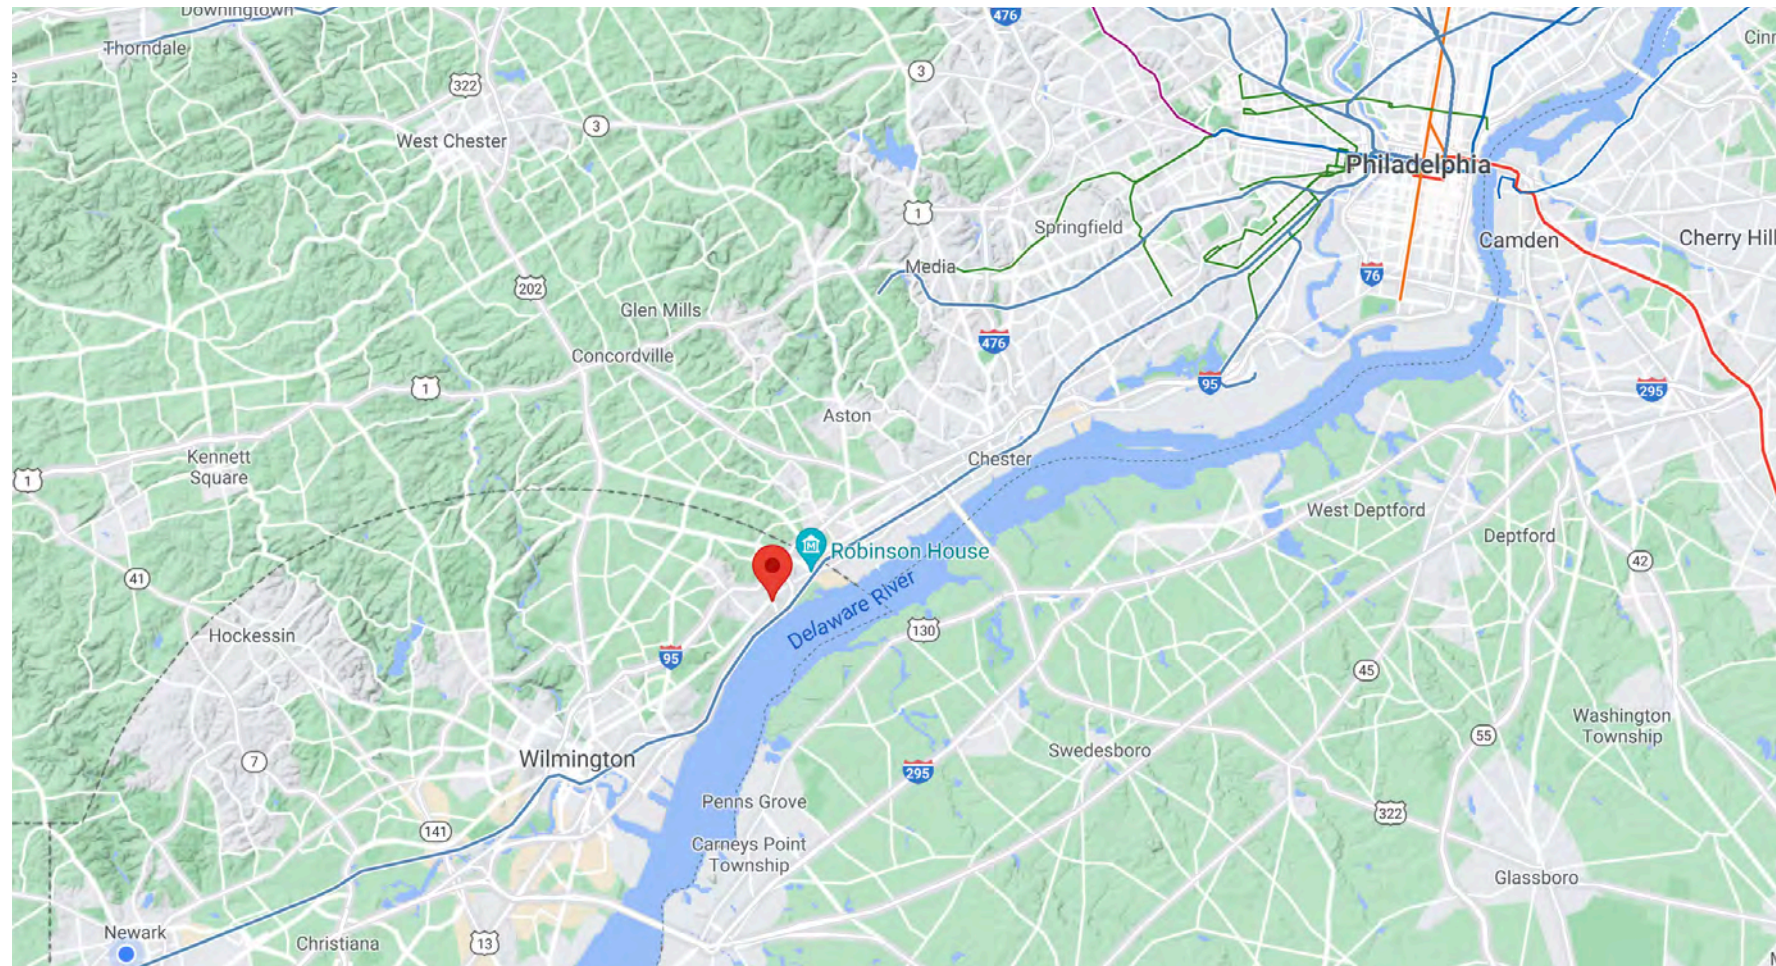 Downingtown
476
Thorndale
3
322
West Chester
3
Philadelphia
1
Springfield
Camden
Cherry Hill
Media
76
202
Glen Mills
476
Concordville
95
295
1
Aston
Kennett
Square
1
Chester
West Deptford
Deptford
Robinson House
42
41
Delaware River
130
Hockessin
95
45
Washington
Township
55
Swedesboro
Wilmington
7
295
Penns Grove
322
141
Carneys Point
Township
Glassboro
Newark
Christiana
13